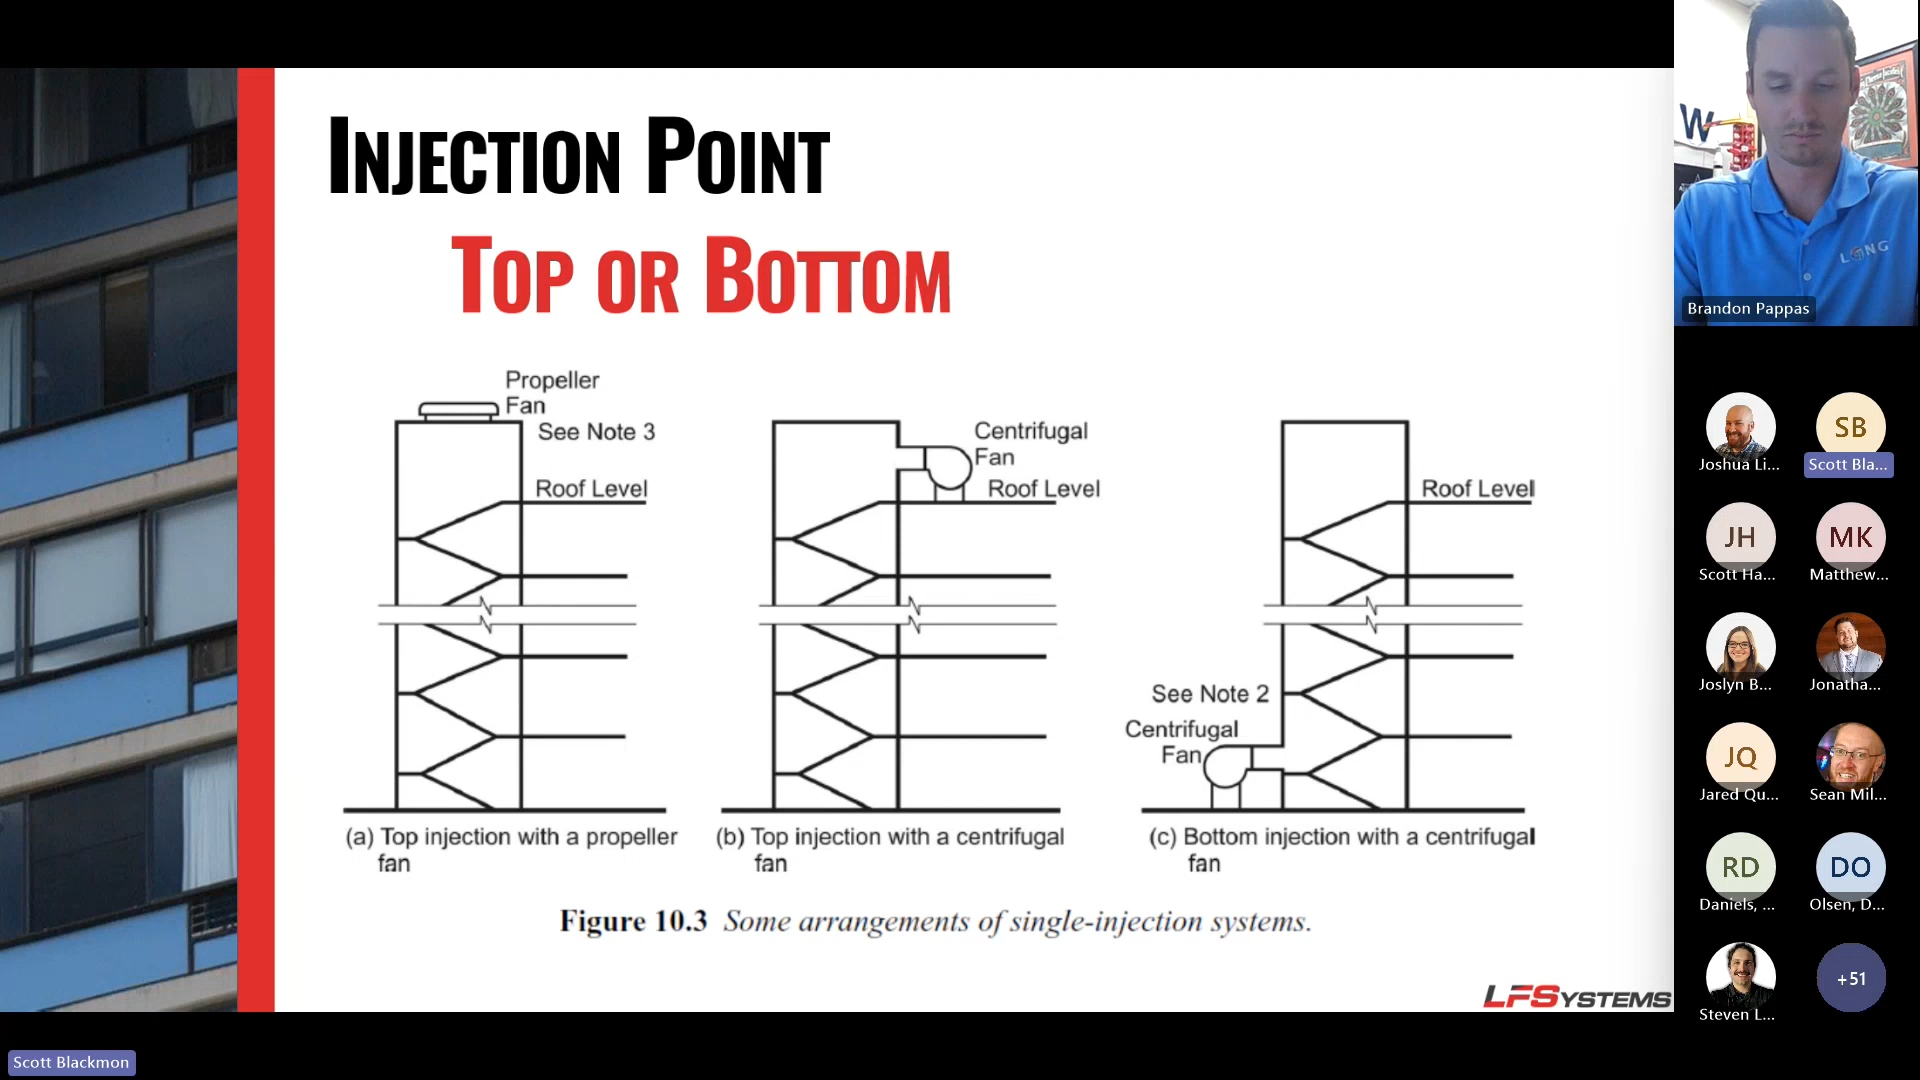 INJECTION POINT
TOP OR BOTTOM
Propeller
Fan
See Note 3
Roof Level
(a) Top injection with a propeller
fan
Centrifugal
Fan
Roof Level
(b) Top injection with a centrifugal
fan
Roof Level
See Note 2
Centrifugal
Fan
(c) Bottom injection with a centrifugal
fan
Figure 10.3 Some arrangements of single-injection systems.
LFSYSTEMS
Scott Blackmon
W
LONG
Brandon Pappas
Joshua Li...
SB
Scott Bla...
JH
Scott Ha...
MK
Matthew...
Joslyn B...
Jonatha...
JQ
Jared Qu...
Sean Mil...
RD
Daniels, ...
DO
Olsen, D...
Steven L...
+51